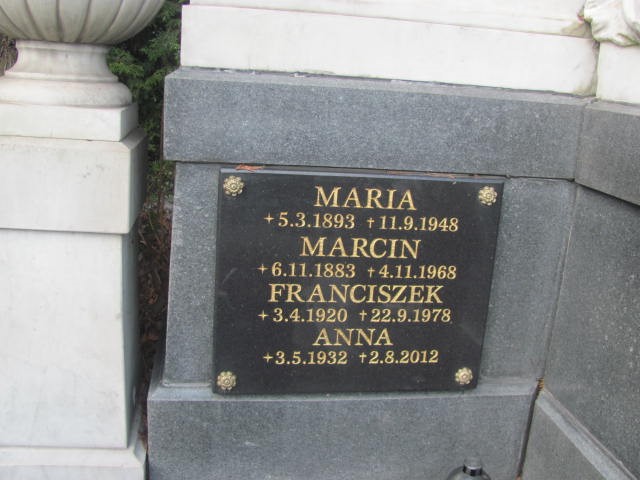 MARIA
✦5.3.1893 ✝11.9.1948
MARCIN
✦6.11.1883 ✝4.11.1968
FRANCISZEK
✦3.4.1920 ✝22.9.1978
ANNA
✦3.5.1932 ✝2.8.2012